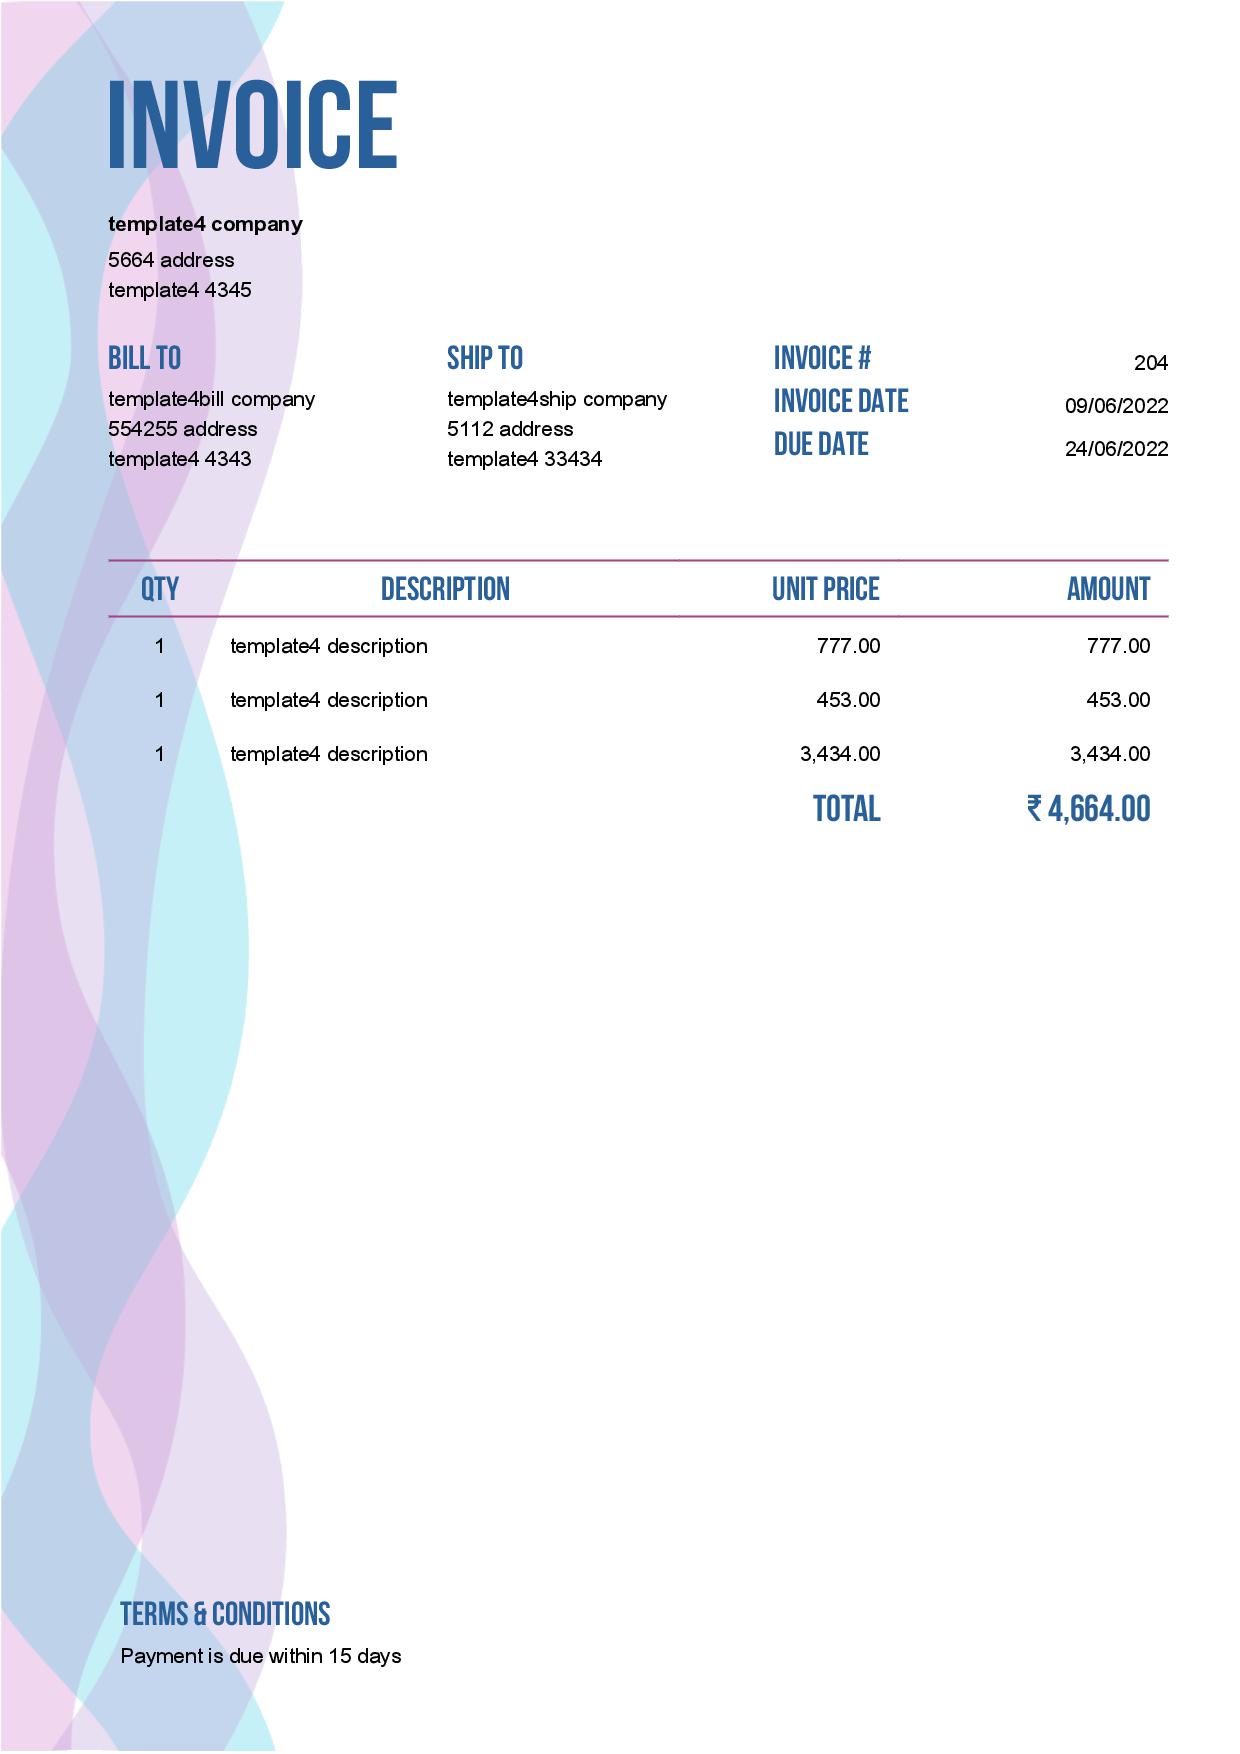 INVOICE
template4 company
5664 address
template4 4345
BILL TO
template4bill company
554255 address
template4 4343
SHIP TO
template4ship company
5112 address
template4 33434
INVOICE # 204
INVOICE DATE 09/06/2022
DUE DATE 24/06/2022
QTY DESCRIPTION UNIT PRICE AMOUNT
1 template4 description 777.00 777.00
1 template4 description 453.00 453.00
1 template4 description 3,434.00 3,434.00
TOTAL ₹ 4,664.00
TERMS & CONDITIONS
Payment is due within 15 days